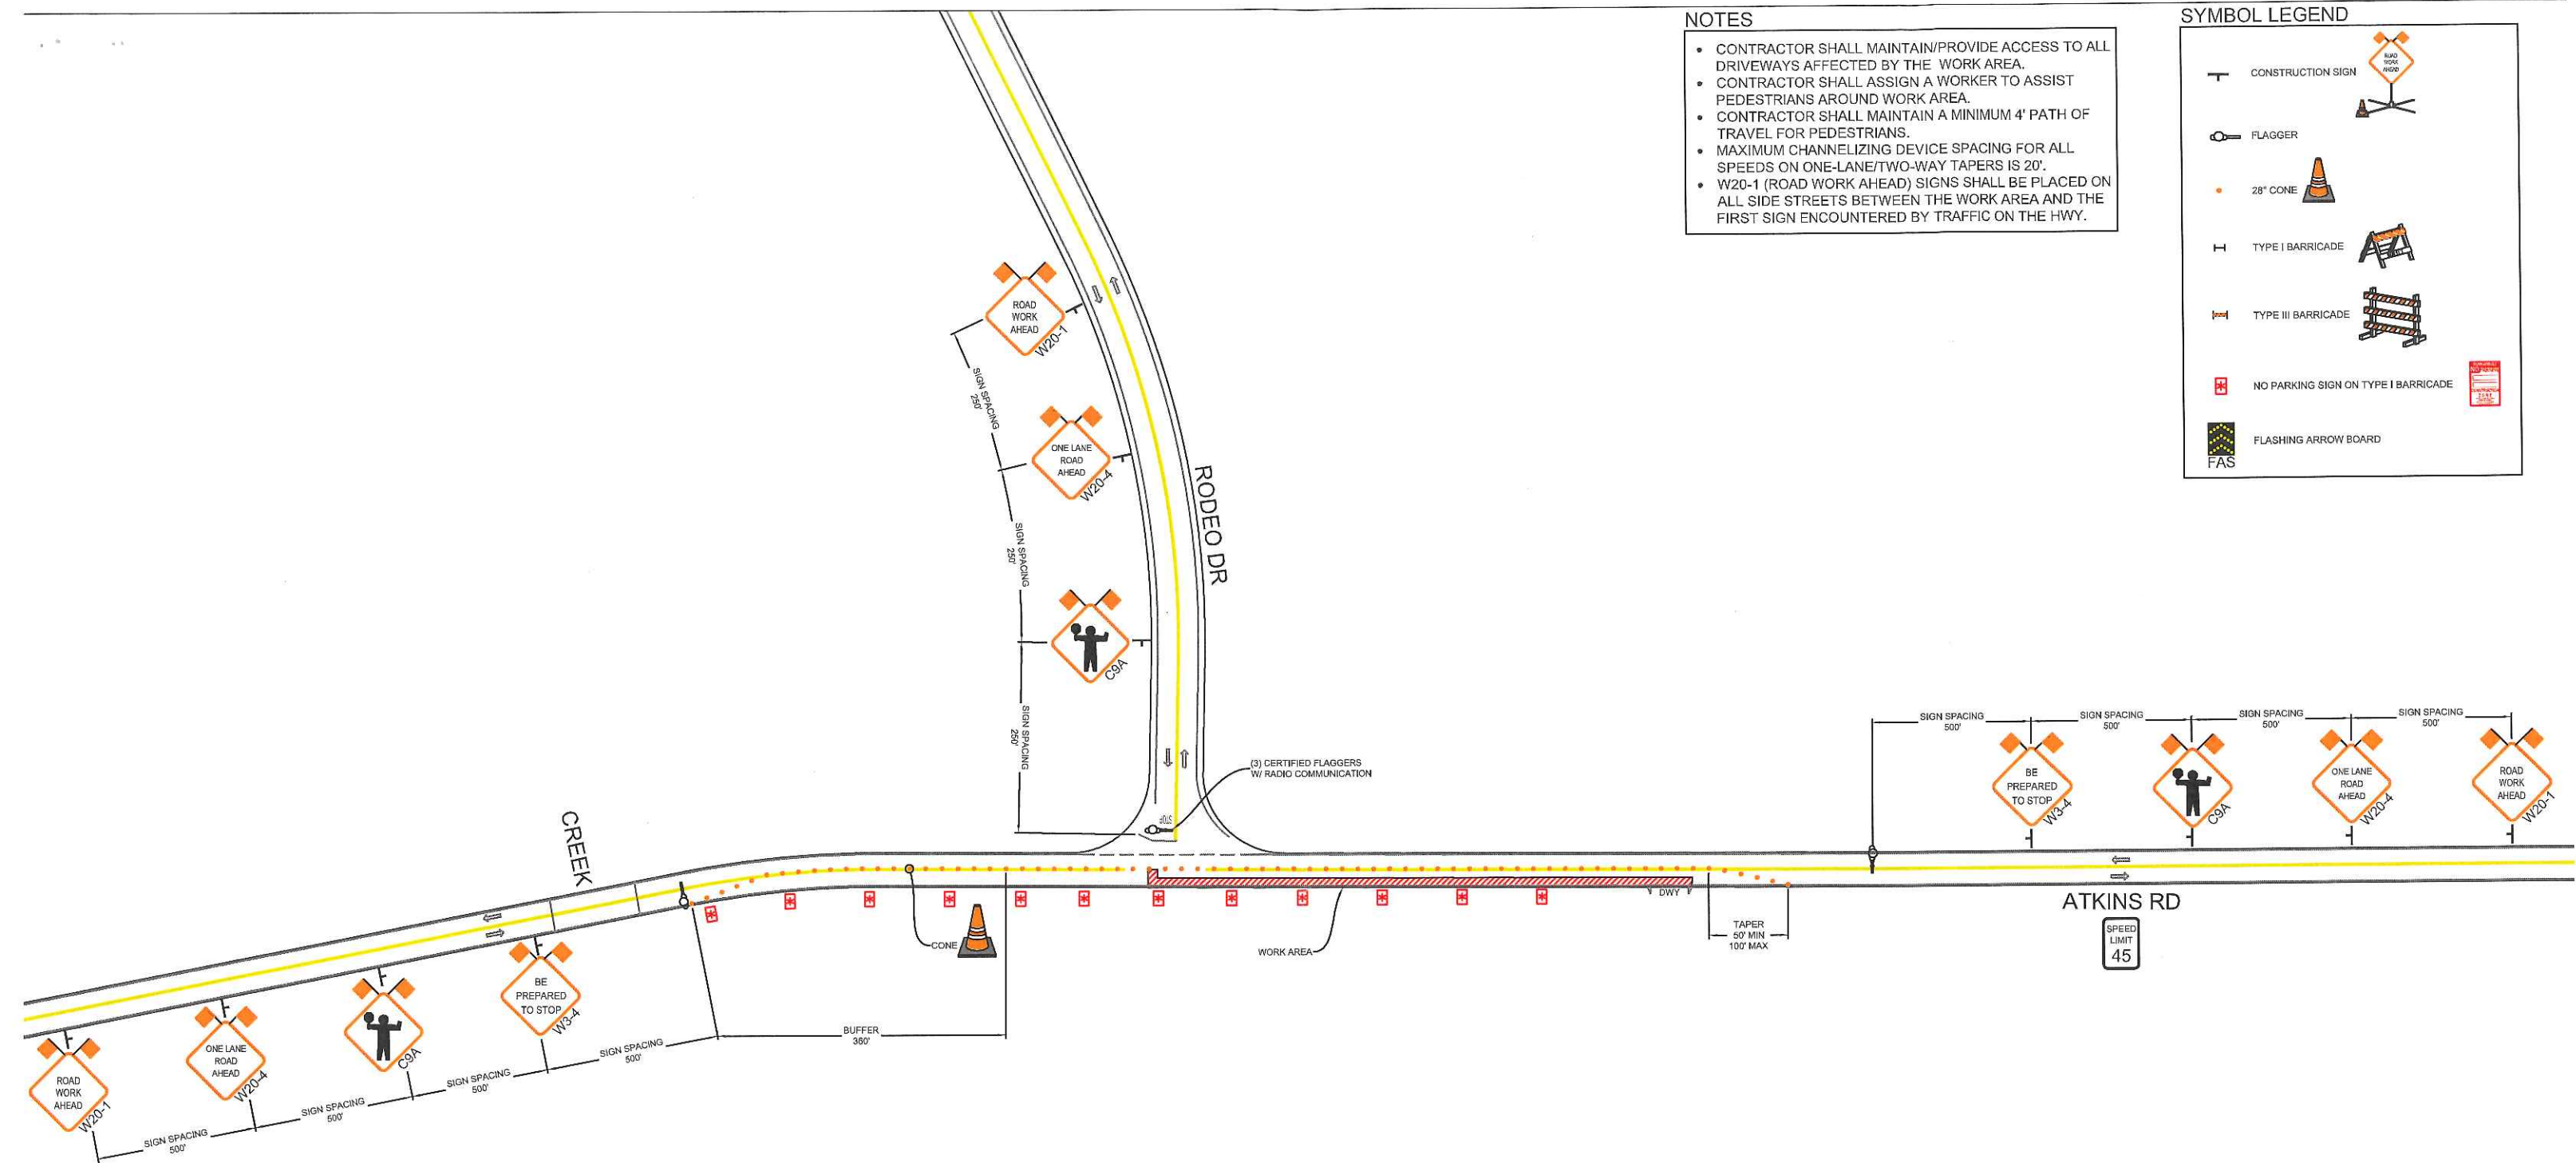 NOTES
• CONTRACTOR SHALL MAINTAIN/PROVIDE ACCESS TO ALL
DRIVEWAYS AFFECTED BY THE WORK AREA.
• CONTRACTOR SHALL ASSIGN A WORKER TO ASSIST
PEDESTRIANS AROUND WORK AREA.
• CONTRACTOR SHALL MAINTAIN A MINIMUM 4' PATH OF
TRAVEL FOR PEDESTRIANS.
• MAXIMUM CHANNELIZING DEVICE SPACING FOR ALL
SPEEDS ON ONE-LANE/TWO-WAY TAPERS IS 20'.
• W20-1 (ROAD WORK AHEAD) SIGNS SHALL BE PLACED ON
ALL SIDE STREETS BETWEEN THE WORK AREA AND THE
FIRST SIGN ENCOUNTERED BY TRAFFIC ON THE HWY.
SYMBOL LEGEND
CONSTRUCTION SIGN
ROAD
WORK
AHEAD
FLAGGER
28" CONE
TYPE I BARRICADE
TYPE III BARRICADE
NO PARKING SIGN ON TYPE I BARRICADE
FLASHING ARROW BOARD
FAS
ROAD
WORK
AHEAD
W20-1
SIGN SPACING
250'
ONE LANE
ROAD
AHEAD
W20-4
SIGN SPACING
250'
C9A
SIGN SPACING
250'
RODEO DR
STOP
(3) CERTIFIED FLAGGERS
W/ RADIO COMMUNICATION
SIGN SPACING
500'
SIGN SPACING
500'
SIGN SPACING
500'
SIGN SPACING
500'
BE
PREPARED
TO STOP
W3-4
C9A
ONE LANE
ROAD
AHEAD
W20-4
ROAD
WORK
AHEAD
W20-1
ATKINS RD
SPEED
LIMIT
45
DWY
TAPER
50' MIN
100' MAX
WORK AREA
CONE
CREEK
BUFFER
360'
BE
PREPARED
TO STOP
W3-4
SIGN SPACING
500'
C9A
SIGN SPACING
500'
ONE LANE
ROAD
AHEAD
W20-4
SIGN SPACING
500'
ROAD
WORK
AHEAD
W20-1
SIGN SPACING
500'